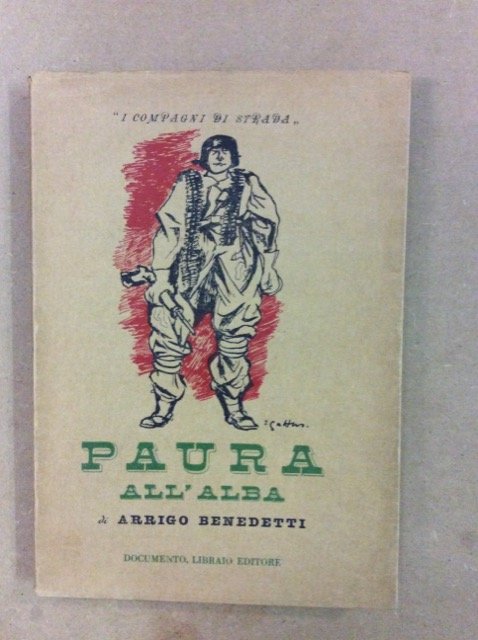 "I COMPAGNI DI STRADA„
PAURA
ALL'ALBA
di ARRIGO BENEDETTI
DOCUMENTO, LIBRAIO EDITORE